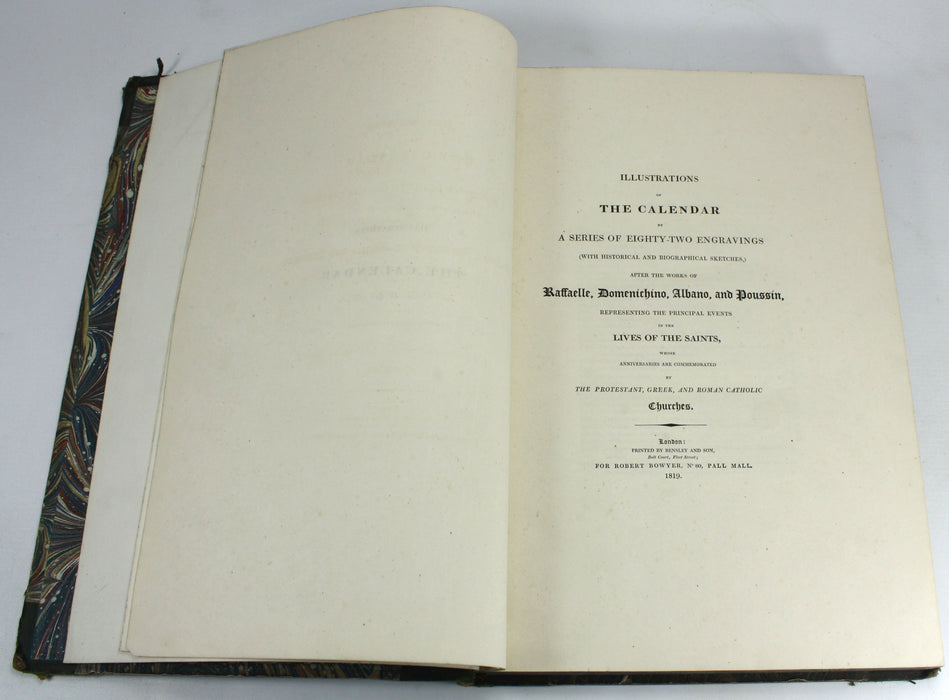 ILLUSTRATIONS
OF
THE CALENDAR
BY
A SERIES OF EIGHTY-TWO ENGRAVINGS
(WITH HISTORICAL AND BIOGRAPHICAL SKETCHES,)
AFTER THE WORKS OF
Raffaelle, Domenichino, Albano, and Poussin,
REPRESENTING THE PRINCIPAL EVENTS
IN THE
LIVES OF THE SAINTS,
WHOSE
ANNIVERSARIES ARE COMMEMORATED
BY
THE PROTESTANT, GREEK, AND ROMAN CATHOLIC
Churches.
London:
PRINTED BY BENSLEY AND SON,
Bolt Court, Fleet Street;
FOR ROBERT BOWYER, No 80, PALL MALL.
1819.